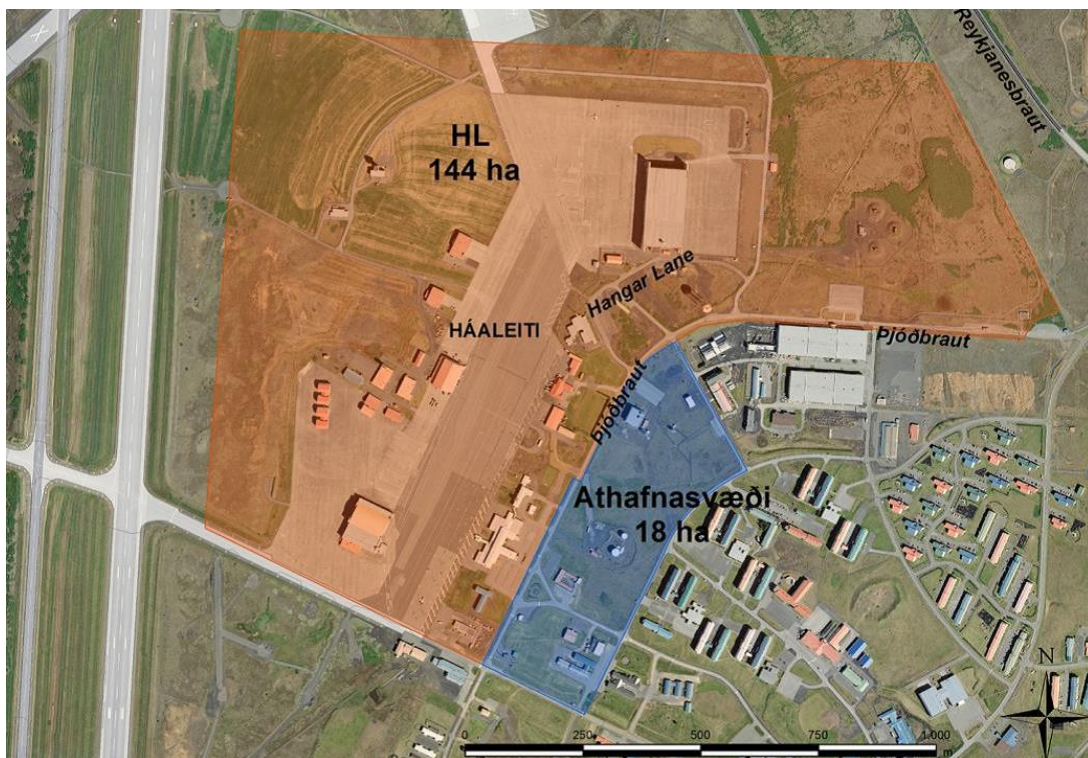 Reykjanesbraut
HL
144 ha
Hangar Lane
HÁALEITI
Þjóðbraut
Þjóðbraut
Athafnasvæði
18 ha
N
0 250 500 750 1.000
m